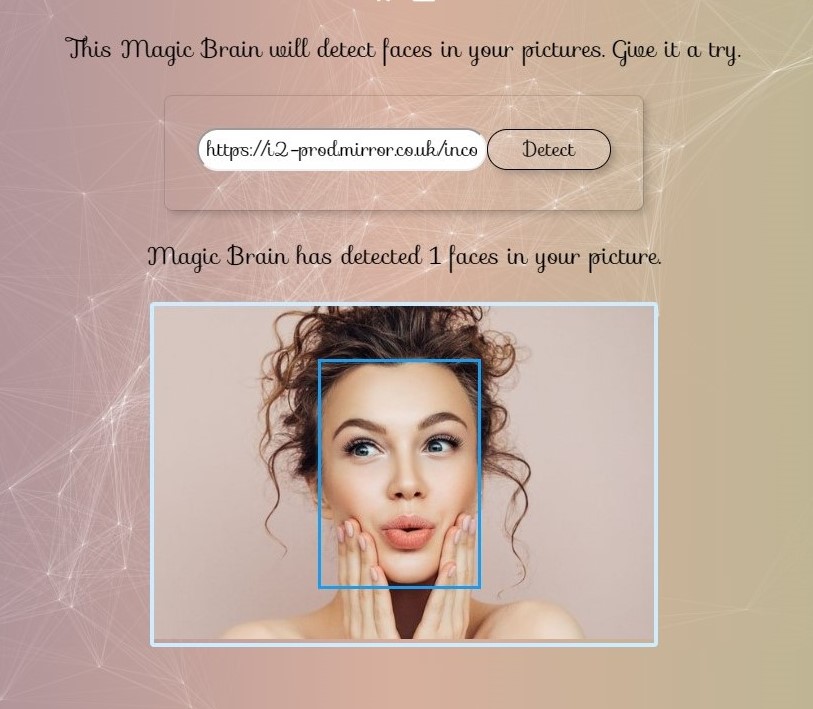 This Magic Brain will detect faces in your pictures. Give it a try.
https://i2-prod.mirror.co.uk/inco Detect
Magic Brain has detected 1 faces in your picture.